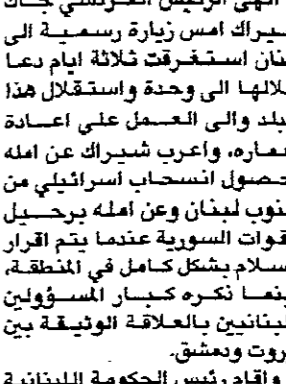 انهى الرئيس الفرنسي جاك
شيراك امس زيارة رسمية الى
لبنان استغرقت ثلاثة ايام دعا
خلالها الى وحدة واستقلال هذا
البلد والى العمل على اعادة
اعماره، واعرب شيراك عن امله
بحصول انسحاب اسرائيلي من
جنوب لبنان وعن امله برحيل
القوات السورية عندما يتم اقرار
السلام بشكل كامل في المنطقة،
بينما ذكره كبار المسؤولين
اللبنانيين بالعلاقة الوثيقة بين
بيروت ودمشق.
واقام رئيس الحكومة اللبنانية